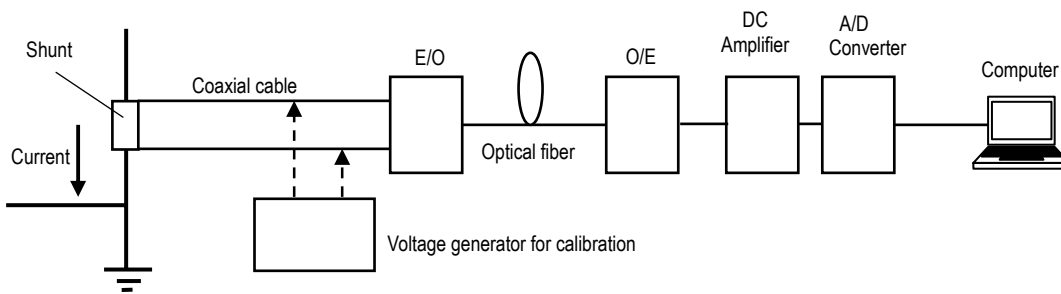 Shunt
Current
Coaxial cable
E/O
Optical fiber
O/E
DC
Amplifier
A/D
Converter
Computer
Voltage generator for calibration